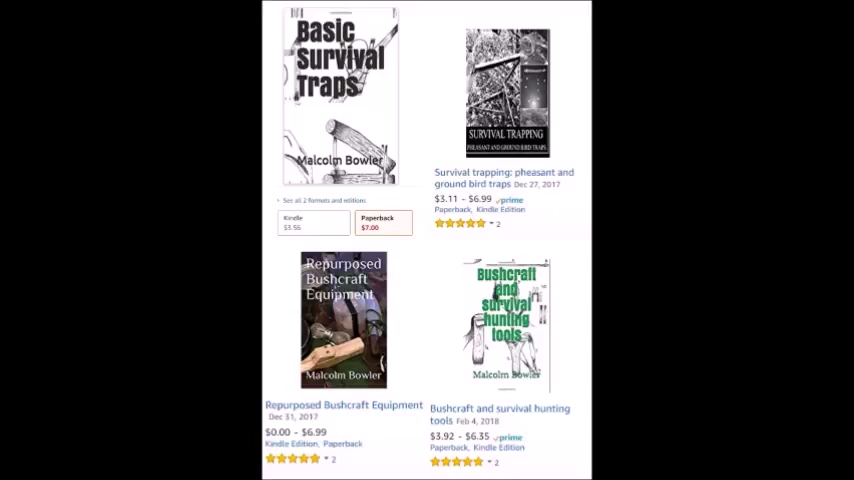 Basic
Survival
Traps
Malcolm Bowler
See all 2 formats and editions
Kindle
Paperback
$3.56
$7.00
SURVIVAL TRAPPING
PHEASANT AND GROUND BIRD TRAPS
Survival trapping: pheasant and
ground bird traps Dec 27, 2017
$3.11 - $6.99 prime
Paperback, Kindle Edition
2
Repurposed
Bushcraft
Equipment
Malcolm Bowler
Repurposed Bushcraft Equipment
Dec 31, 2017
$0.00 - $6.99
Kindle Edition, Paperback
2
Bushcraft
and
survival
hunting
tools
Malcolm Bowler
Bushcraft and survival hunting
tools Feb 4, 2018
$3.92 - $6.35 prime
Paperback, Kindle Edition
2